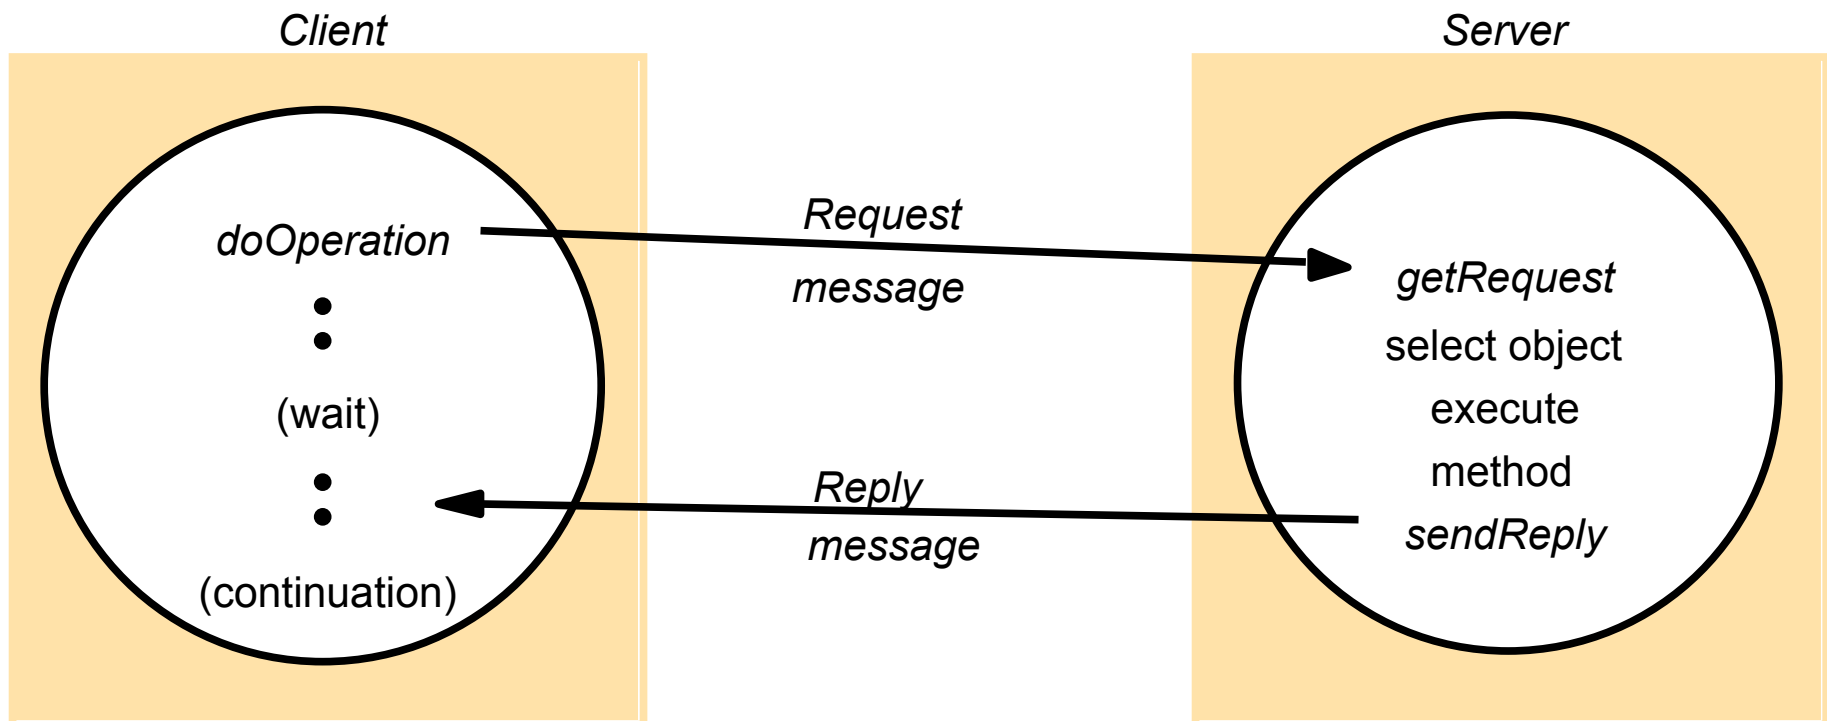 Client
Server
doOperation
(wait)
(continuation)
Request
message
Reply
message
getRequest
select object
execute
method
sendReply